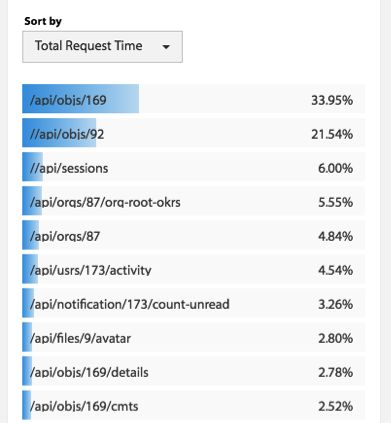 Sort by
Total Request Time
/api/objs/169 33.95%
//api/objs/92 21.54%
//api/sessions 6.00%
/api/orgs/87/org-root-okrs 5.55%
/api/orgs/87 4.84%
/api/usrs/173/activity 4.54%
/api/notification/173/count-unread 3.26%
/api/files/9/avatar 2.80%
/api/objs/169/details 2.78%
/api/objs/169/cmts 2.52%